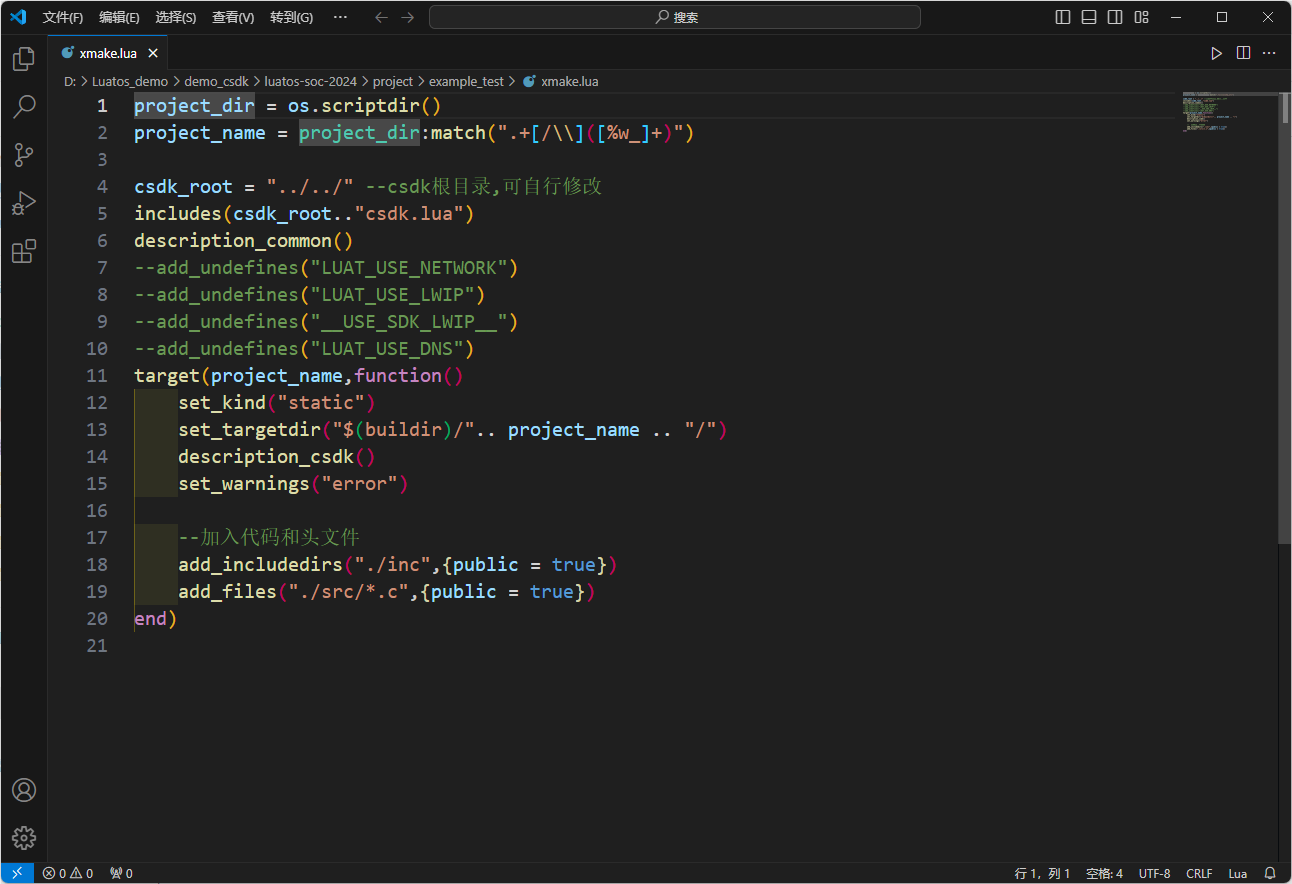 文件(F) 编辑(E) 选择(S) 查看(V) 转到(G) ··· 搜索
xmake.lua
D: > Luatos_demo > demo_csdk > luatos-soc-2024 > project > example_test > xmake.lua
1 project_dir = os.scriptdir()
2 project_name = project_dir:match(".+[/\\]([%w_]+)")
3
4 csdk_root = "../../" --csdk根目录,可自行修改
5 includes(csdk_root.."csdk.lua")
6 description_common()
7 --add_undefines("LUAT_USE_NETWORK")
8 --add_undefines("LUAT_USE_LWIP")
9 --add_undefines("__USE_SDK_LWIP__")
10 --add_undefines("LUAT_USE_DNS")
11 target(project_name,function()
12     set_kind("static")
13     set_targetdir("$(buildir)/".. project_name .. "/")
14     description_csdk()
15     set_warnings("error")
16
17     --加入代码和头文件
18     add_includedirs("./inc",{public = true})
19     add_files("./src/*.c",{public = true})
20 end)
21
0 0 0 行 1，列 1 空格: 4 UTF-8 CRLF Lua